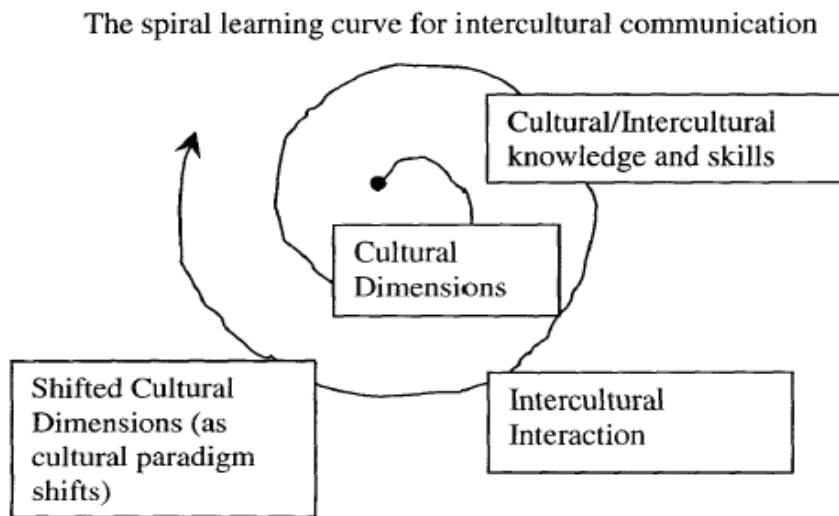 The spiral learning curve for intercultural communication
Cultural/Intercultural
knowledge and skills
Cultural
Dimensions
Shifted Cultural
Dimensions (as
cultural paradigm
shifts)
Intercultural
Interaction